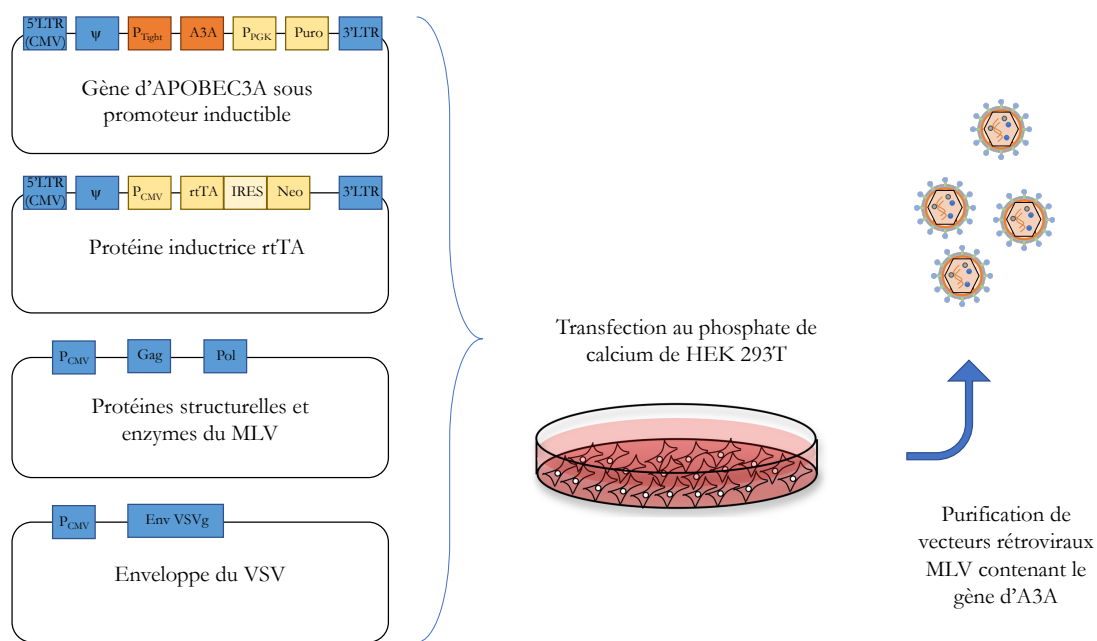 5'LTR
(CMV)
ψ
PTight
A3A
PPGK
Puro
3'LTR
Gène d'APOBEC3A sous
promoteur inductible
5'LTR
(CMV)
ψ
PCMV
rtTA
IRES
Neo
3'LTR
Protéine inductrice rtTA
PCMV
Gag
Pol
Protéines structurelles et
enzymes du MLV
PCMV
Env VSVg
Enveloppe du VSV
Transfection au phosphate de
calcium de HEK 293T
Purification de
vecteurs rétroviraux
MLV contenant le
gène d'A3A